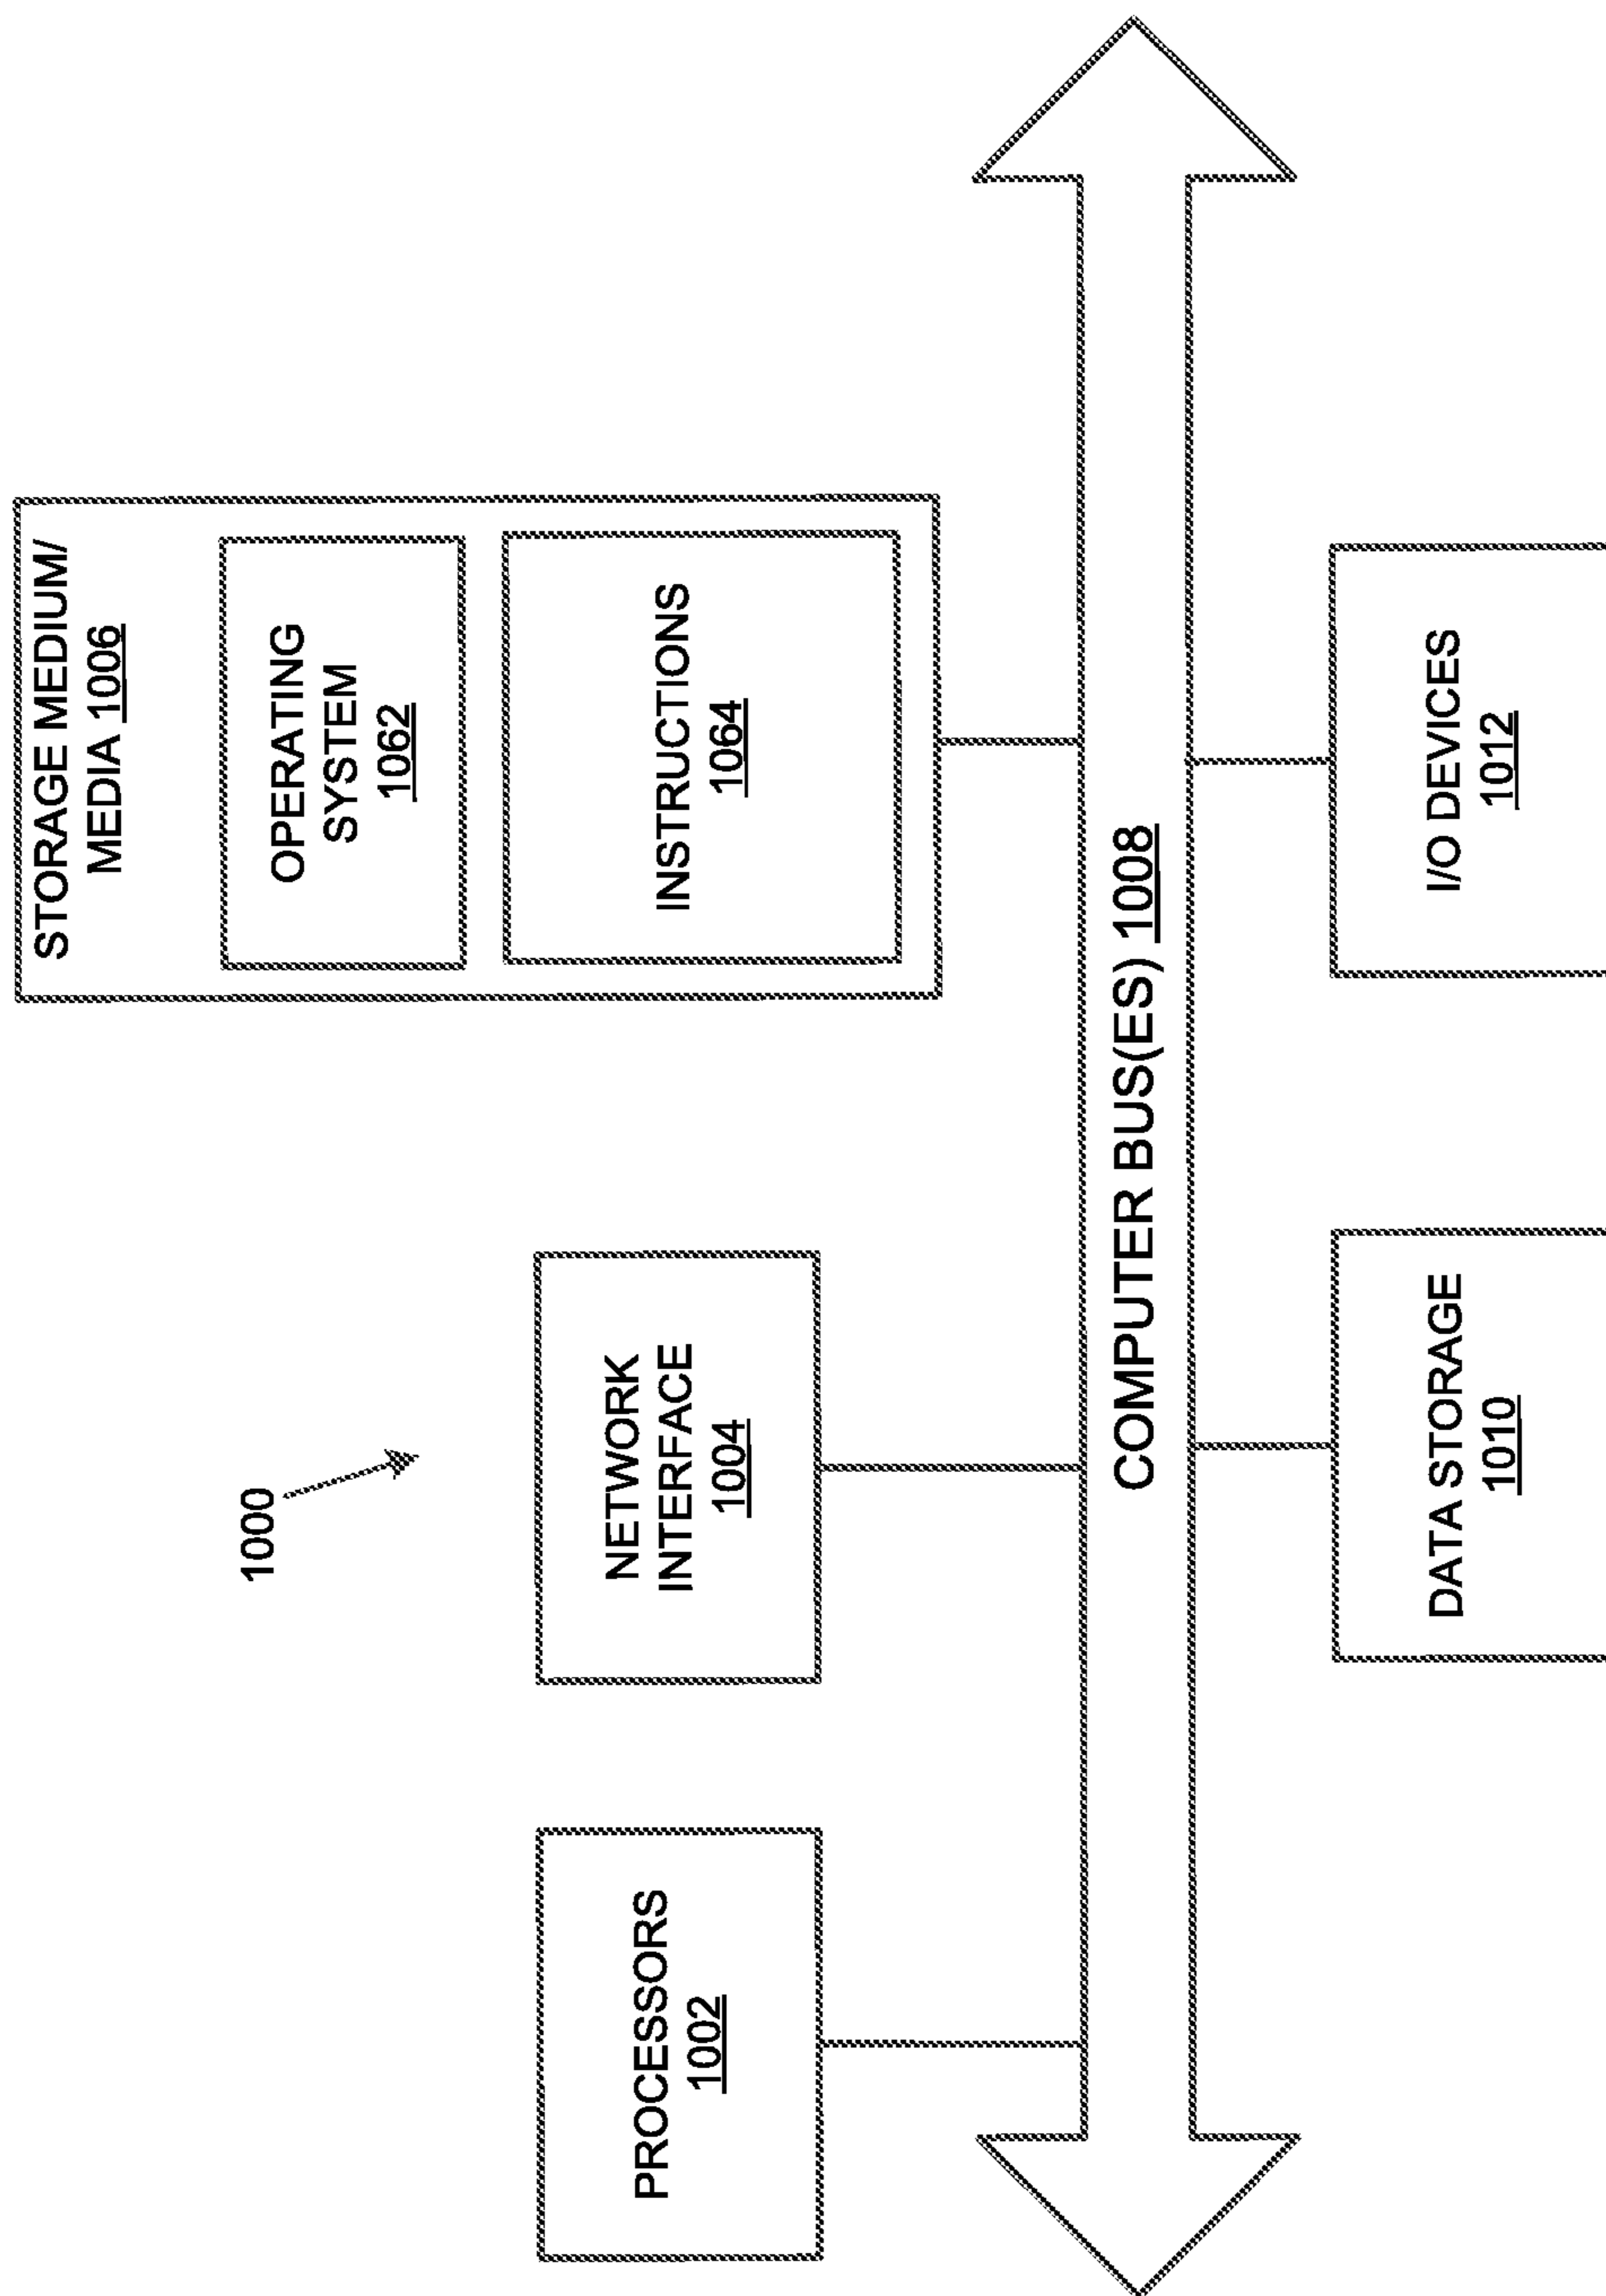 1000
PROCESSORS
1002
NETWORK
INTERFACE
1004
STORAGE MEDIUM/
MEDIA 1006
OPERATING
SYSTEM
1062
INSTRUCTIONS
1064
COMPUTER BUS(ES) 1008
DATA STORAGE
1010
I/O DEVICES
1012